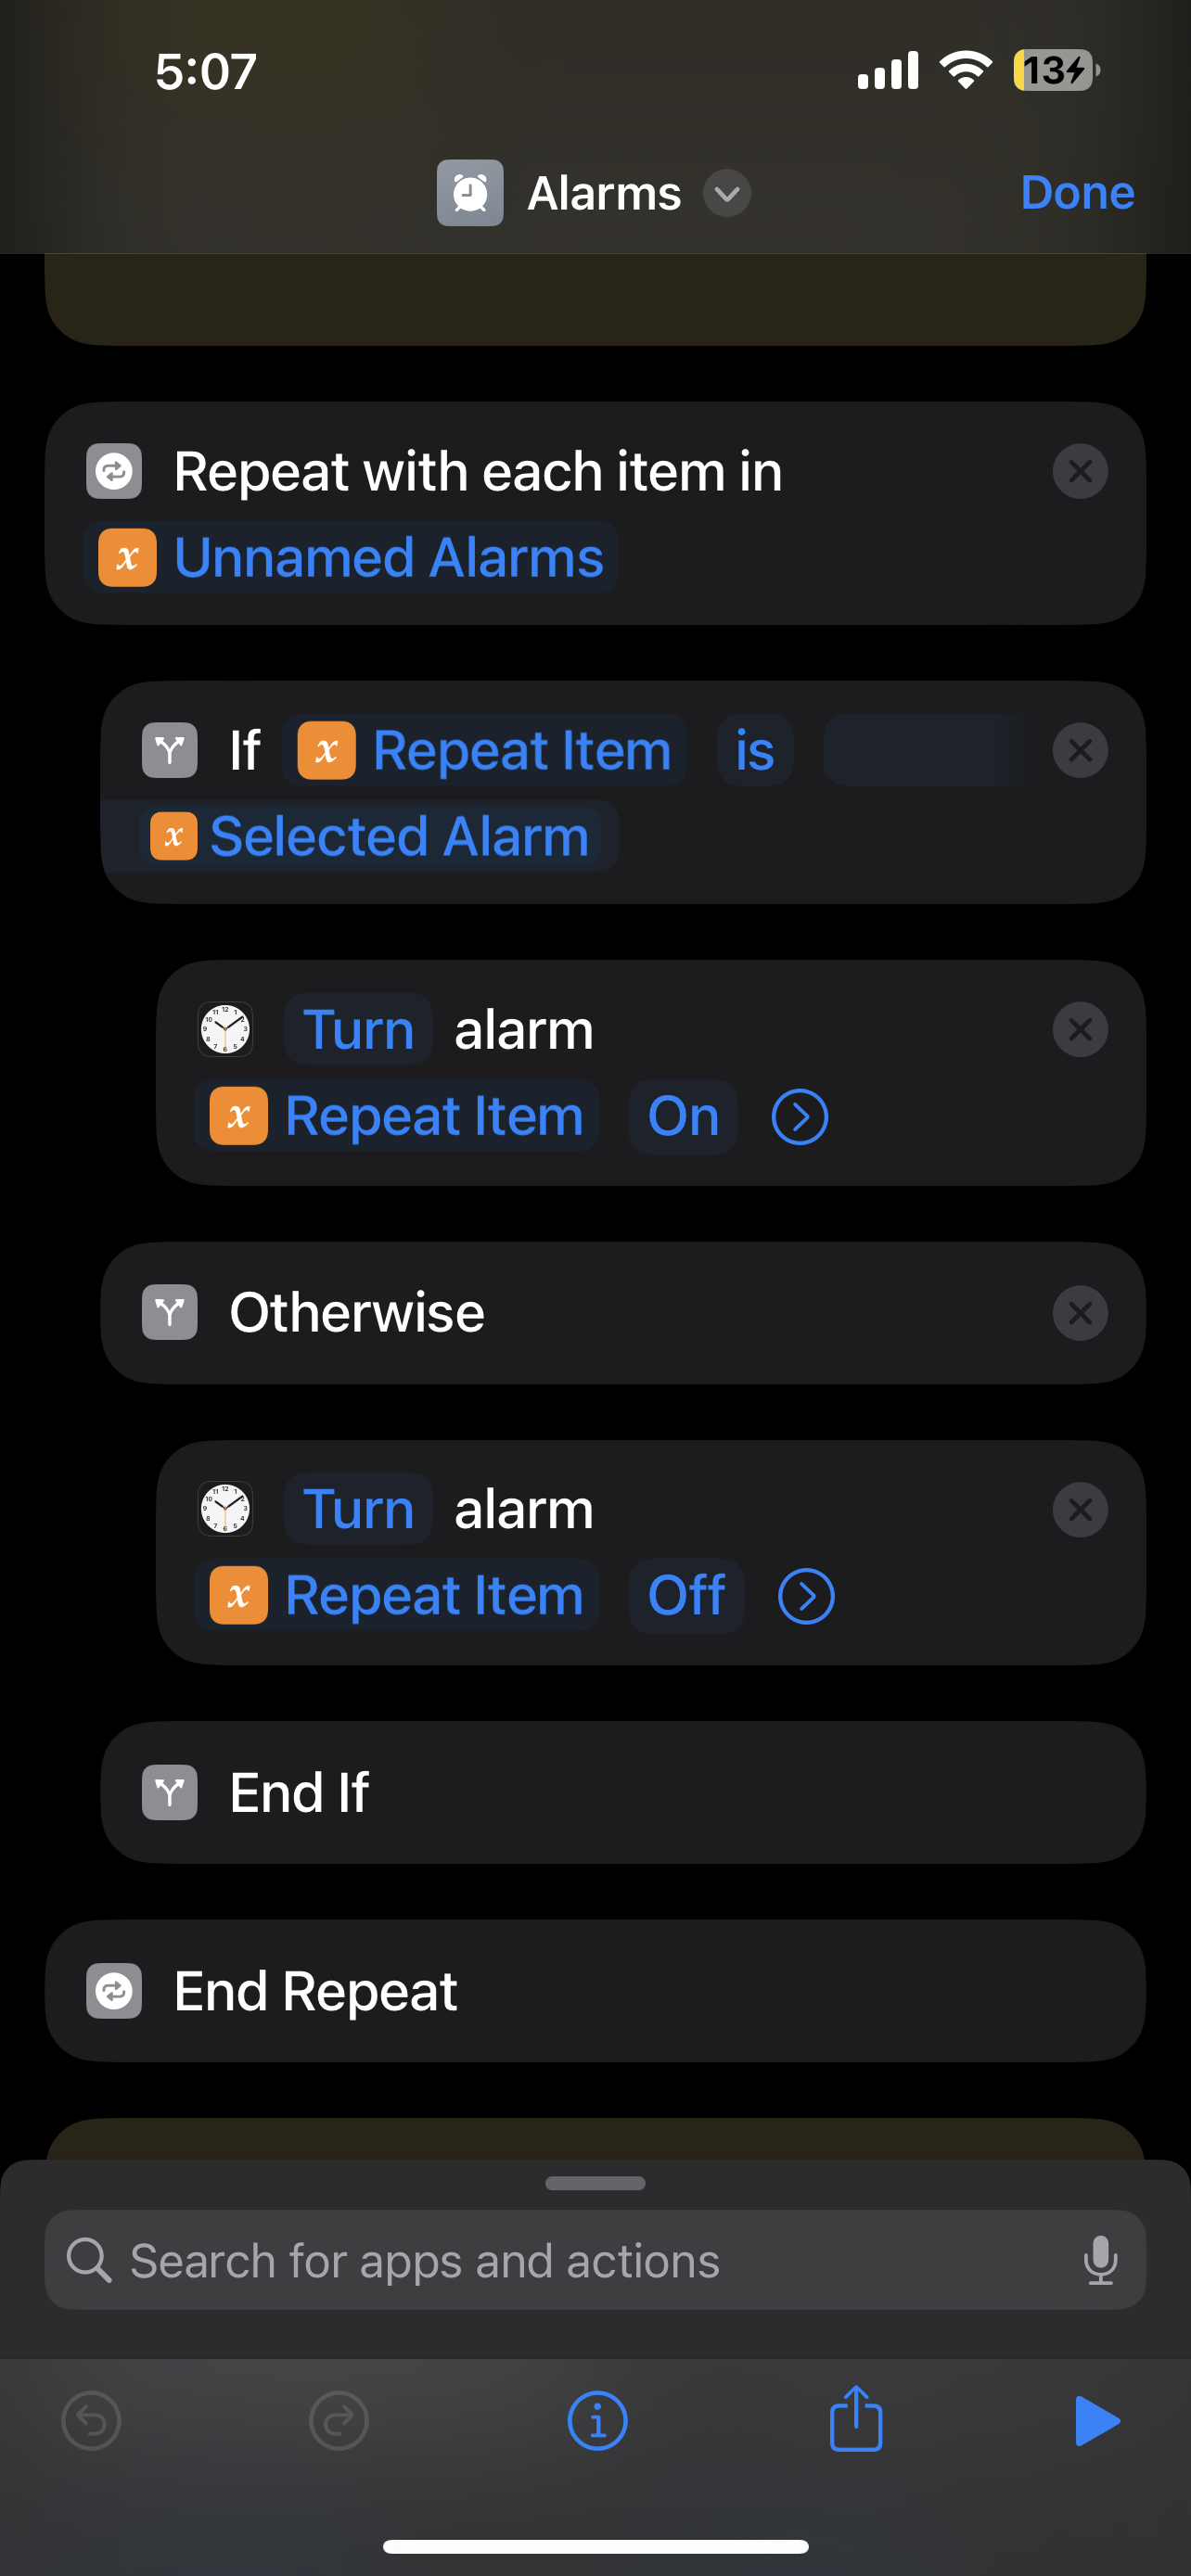 5:07
13
Alarms
Done
Repeat with each item in
x Unnamed Alarms
If x Repeat Item is
x Selected Alarm
Turn alarm
x Repeat Item On
Otherwise
Turn alarm
x Repeat Item Off
End If
End Repeat
Search for apps and actions